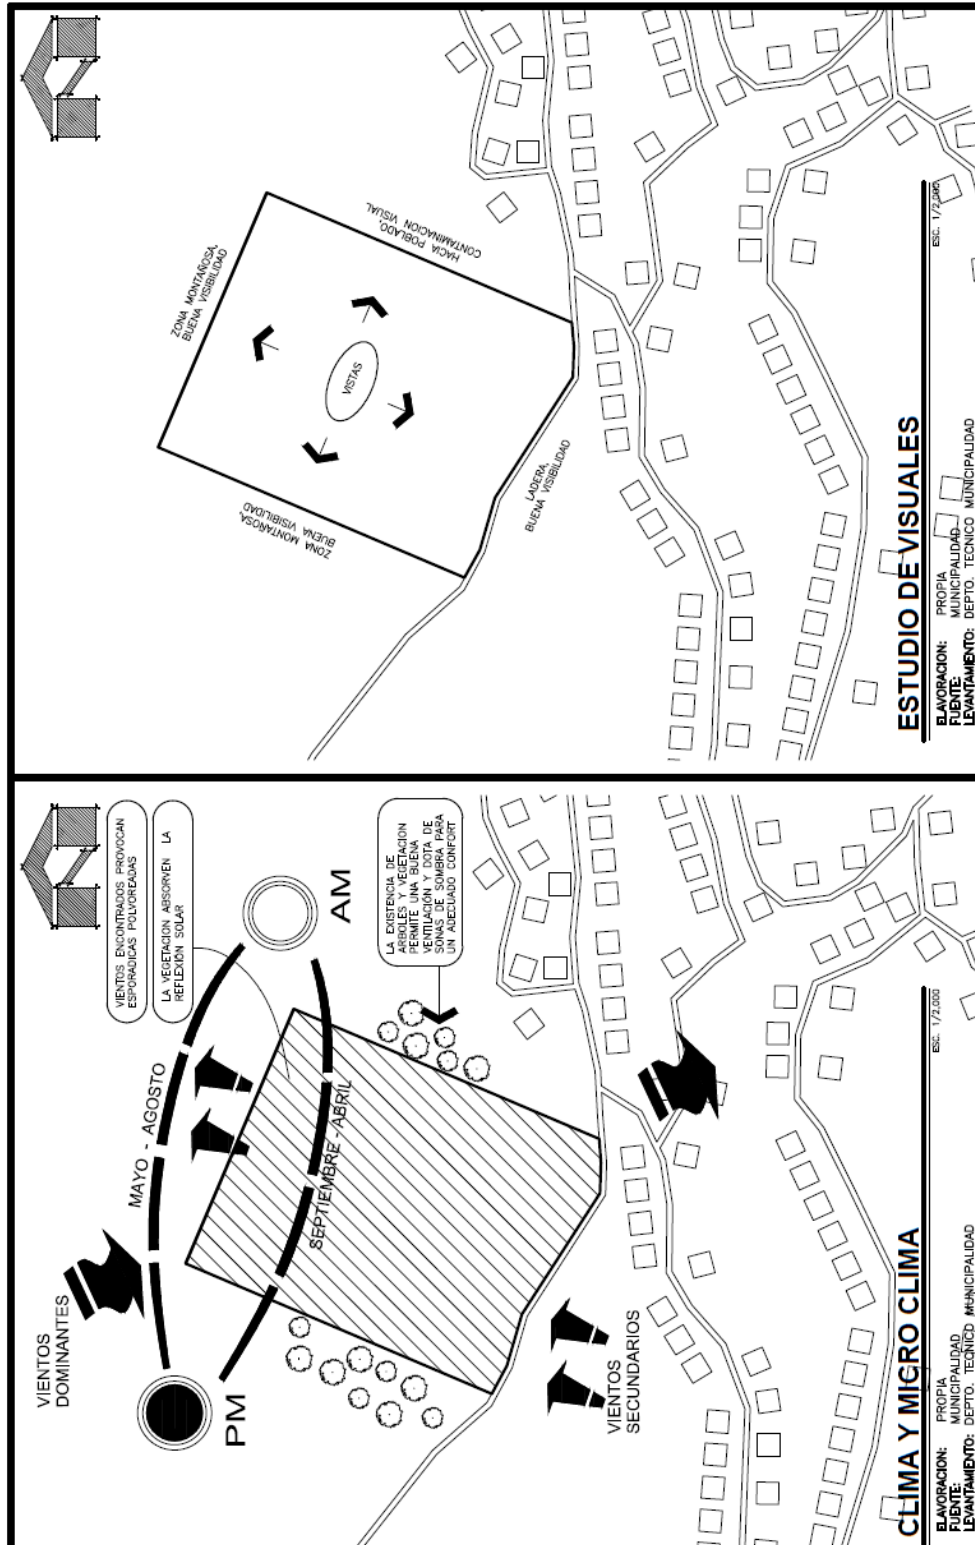 CLIMA Y MICRO CLIMA
ESC. 1/2,000
ELAVORACION: PROPIA
FUENTE: MUNICIPALIDAD
LEVANTAMIENTO: DEPTO. TECNICO MUNICIPALIDAD
VIENTOS
DOMINANTES
PM
AM
MAYO - AGOSTO
SEPTIEMBRE - ABRIL
VIENTOS ENCONTRADOS PROVOCAN
ESPORADICAS POLVOREADAS
LA VEGETACION ABSORVEN LA
REFLEXIÓN SOLAR
LA EXISTENCIA DE
ARBOLES Y VEGETACION
PERMITE UNA BUENA
VENTILACIÓN Y DOTA DE
SONAS DE SOMBRA PARA
UN ADECUADO CONFORT
VIENTOS
SECUNDARIOS
ESTUDIO DE VISUALES
ESC. 1/2,000
ELAVORACION: PROPIA
FUENTE: MUNICIPALIDAD
LEVANTAMIENTO: DEPTO. TECNICO MUNICIPALIDAD
ZONA MONTAÑOSA,
BUENA VISIBILIDAD
HACIA POBLADO,
CONTAMINACION VISUAL
VISTAS
ZONA MONTAÑOSA,
BUENA VISIBILIDAD
LADERA,
BUENA VISIBILIDAD